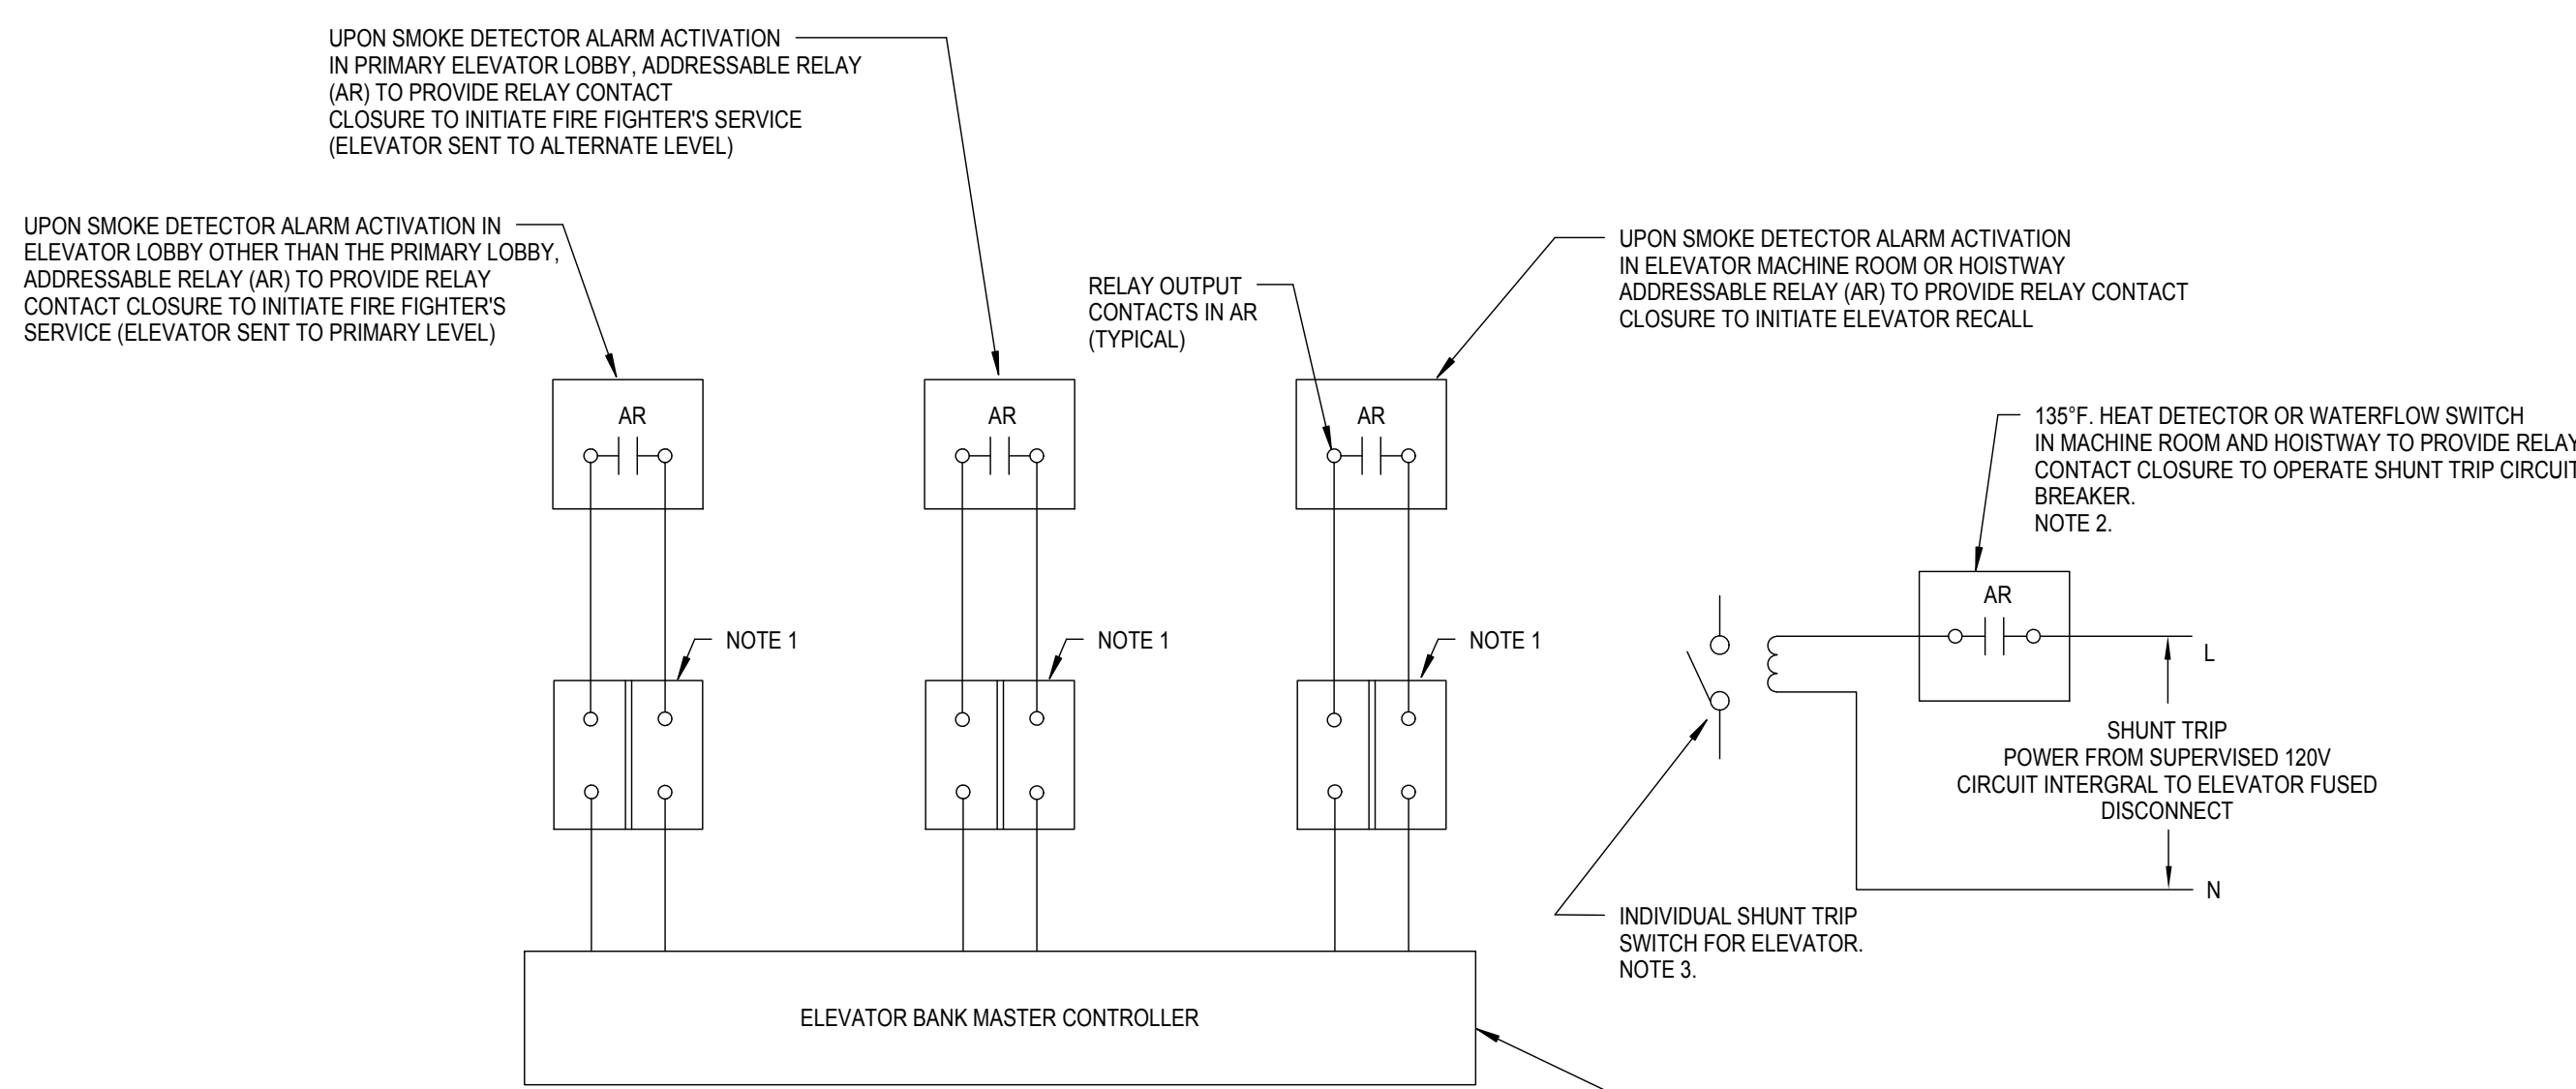 UPON SMOKE DETECTOR ALARM ACTIVATION
IN PRIMARY ELEVATOR LOBBY, ADDRESSABLE RELAY
(AR) TO PROVIDE RELAY CONTACT
CLOSURE TO INITIATE FIRE FIGHTER'S SERVICE
(ELEVATOR SENT TO ALTERNATE LEVEL)
UPON SMOKE DETECTOR ALARM ACTIVATION IN
ELEVATOR LOBBY OTHER THAN THE PRIMARY LOBBY,
ADDRESSABLE RELAY (AR) TO PROVIDE RELAY
CONTACT CLOSURE TO INITIATE FIRE FIGHTER'S
SERVICE (ELEVATOR SENT TO PRIMARY LEVEL)
RELAY OUTPUT
CONTACTS IN AR
(TYPICAL)
UPON SMOKE DETECTOR ALARM ACTIVATION
IN ELEVATOR MACHINE ROOM OR HOISTWAY
ADDRESSABLE RELAY (AR) TO PROVIDE RELAY CONTACT
CLOSURE TO INITIATE ELEVATOR RECALL
AR
AR
AR
135°F. HEAT DETECTOR OR WATERFLOW SWITCH
IN MACHINE ROOM AND HOISTWAY TO PROVIDE RELAY
CONTACT CLOSURE TO OPERATE SHUNT TRIP CIRCUIT
BREAKER.
NOTE 2.
AR
NOTE 1
NOTE 1
NOTE 1
L
SHUNT TRIP
POWER FROM SUPERVISED 120V
CIRCUIT INTERGRAL TO ELEVATOR FUSED
DISCONNECT
N
INDIVIDUAL SHUNT TRIP
SWITCH FOR ELEVATOR.
NOTE 3.
ELEVATOR BANK MASTER CONTROLLER